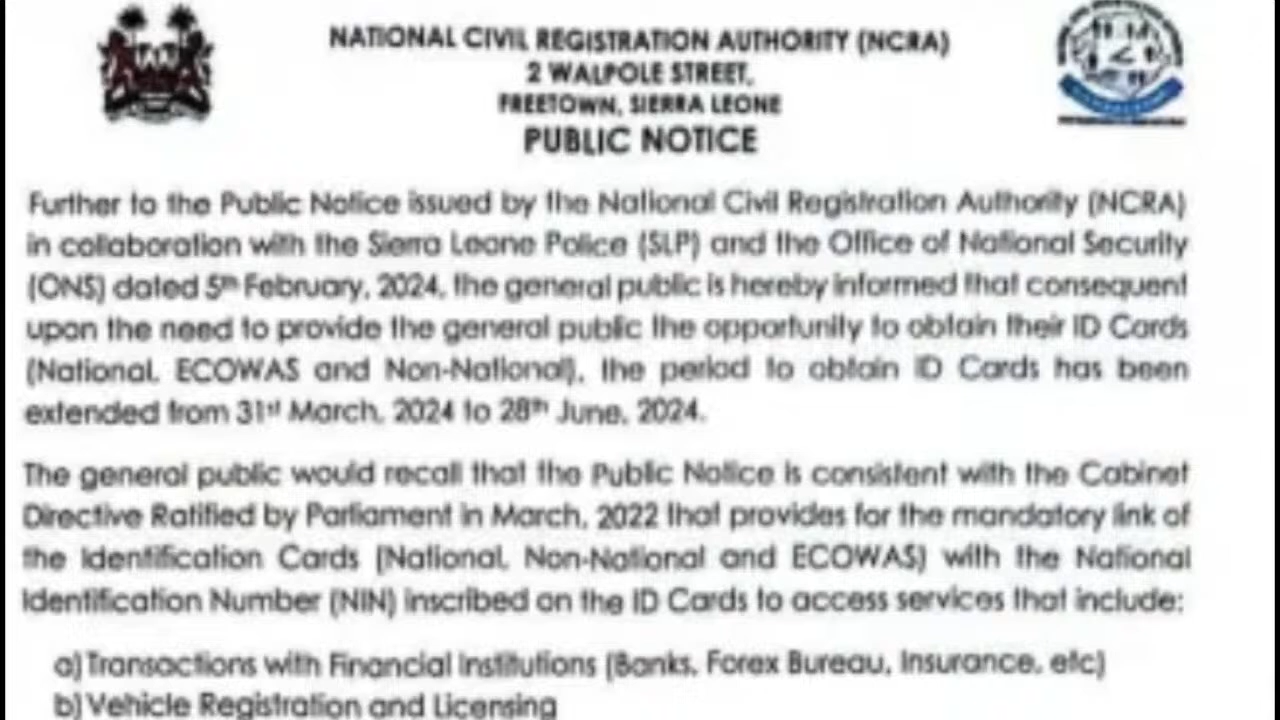 NATIONAL CIVIL REGISTRATION AUTHORITY (NCRA)
2 WALPOLE STREET,
FREETOWN, SIERRA LEONE
PUBLIC NOTICE
Further to the Public Notice issued by the National Civil Registration Authority (NCRA)
in collaboration with the Sierra Leone Police (SLP) and the Office of National Security
(ONS) dated 5th February, 2024, the general public is hereby informed that consequent
upon the need to provide the general public the opportunity to obtain their ID Cards
(National, ECOWAS and Non-National), the period to obtain ID Cards has been
extended from 31st March, 2024 to 28th June, 2024.
The general public would recall that the Public Notice is consistent with the Cabinet
Directive Ratified by Parliament in March, 2022 that provides for the mandatory link of
the Identification Cards (National, Non-National and ECOWAS) with the National
Identification Number (NIN) inscribed on the ID Cards to access services that include:
a) Transactions with Financial Institutions (Banks, Forex Bureau, Insurance, etc)
b) Vehicle Registration and Licensing